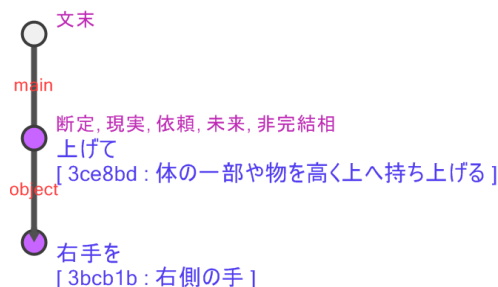 文末
main
断定, 現実, 依頼, 未来, 非完結相
上げて
[ 3ce8bd : 体の一部や物を高く上へ持ち上げる ]
object
右手を
[ 3bcb1b : 右側の手 ]